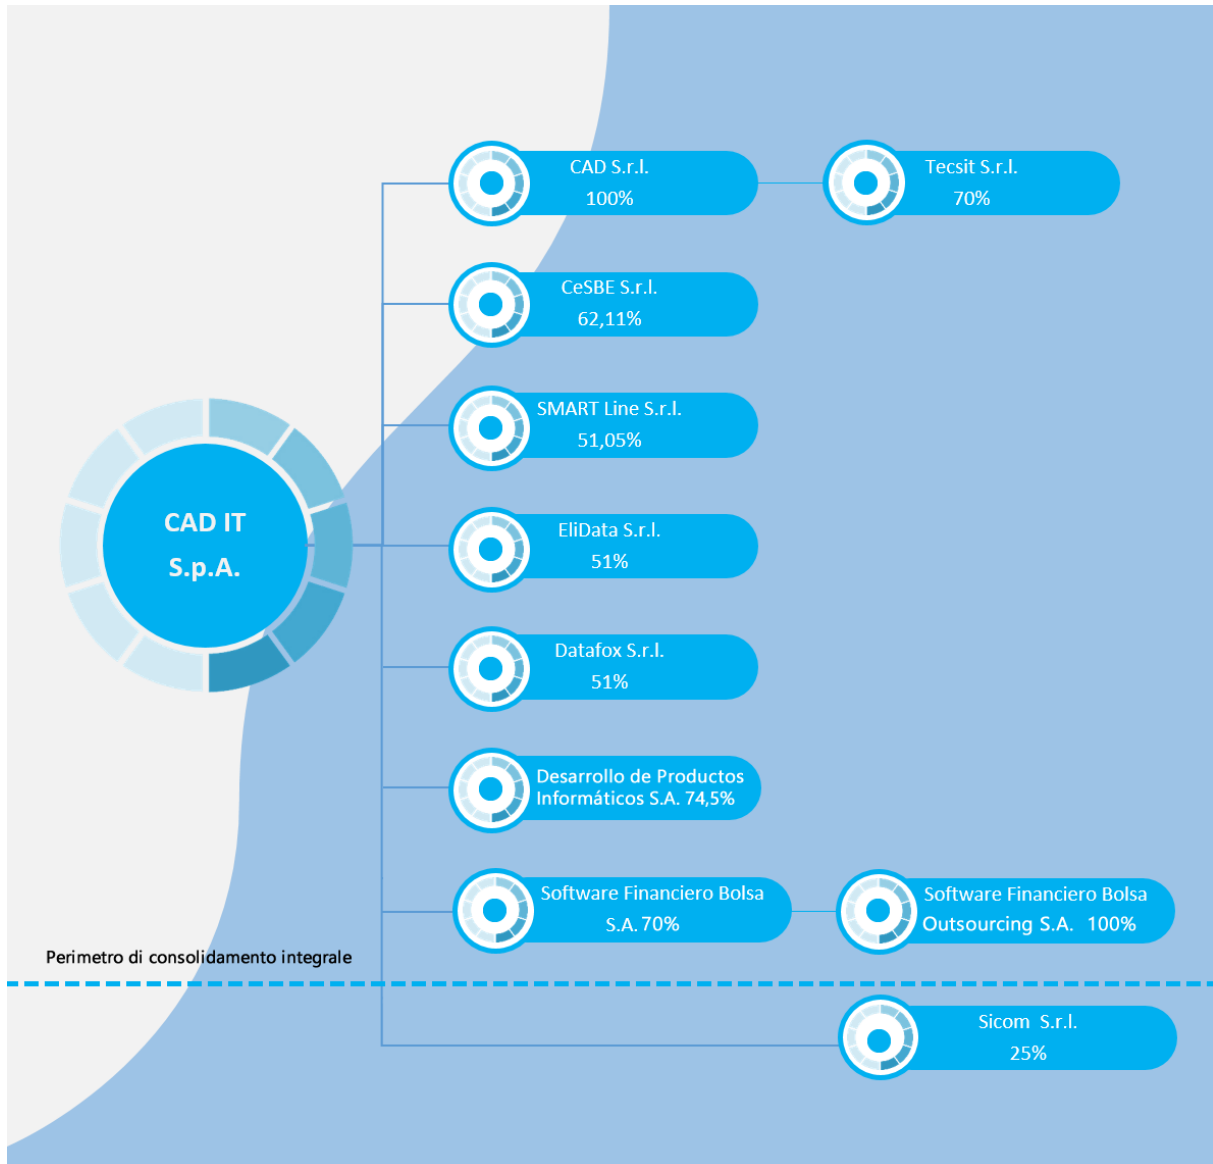 CAD IT
S.p.A.
CAD S.r.l.
100%
Tecsit S.r.l.
70%
CeSBE S.r.l.
62,11%
SMART Line S.r.l.
51,05%
EliData S.r.l.
51%
Datafox S.r.l.
51%
Desarrollo de Productos
Informáticos S.A. 74,5%
Software Financiero Bolsa
S.A. 70%
Software Financiero Bolsa
Outsourcing S.A. 100%
Perimetro di consolidamento integrale
Sicom S.r.l.
25%